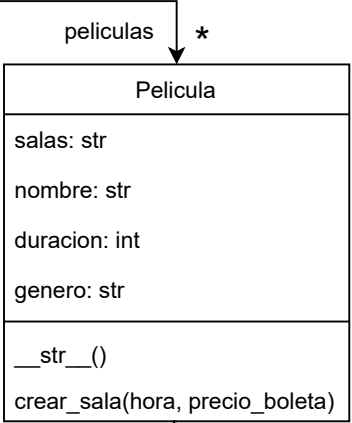 peliculas *
Pelicula
salas: str
nombre: str
duracion: int
genero: str
__str__()
crear_sala(hora, precio_boleta)